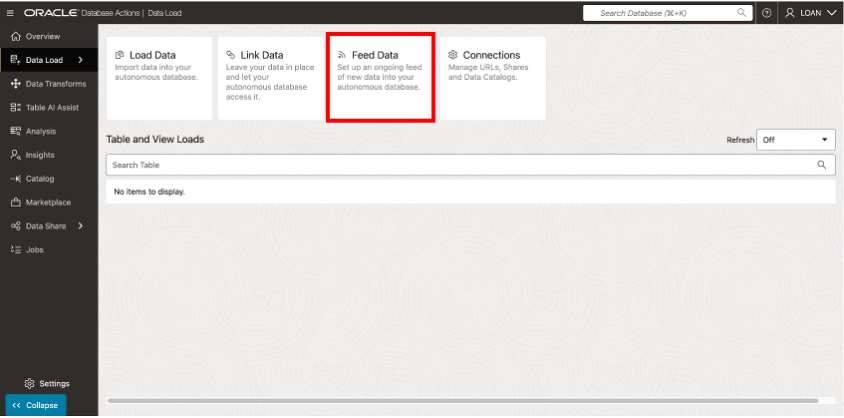 ORACLE Database Actions | Data Load
Search Database (⌘+K)
LOAN
Overview
Data Load
Data Transforms
Table AI Assist
Analysis
Insights
Catalog
Marketplace
Data Share
Jobs
Settings
Collapse
Load Data
Import data into your
autonomous database.
Link Data
Leave your data in place
and let your
autonomous database
access it.
Feed Data
Set up an ongoing feed
of new data into your
autonomous database.
Connections
Manage URLs, Shares
and Data Catalogs.
Table and View Loads
Refresh Off
Search Table
No items to display.